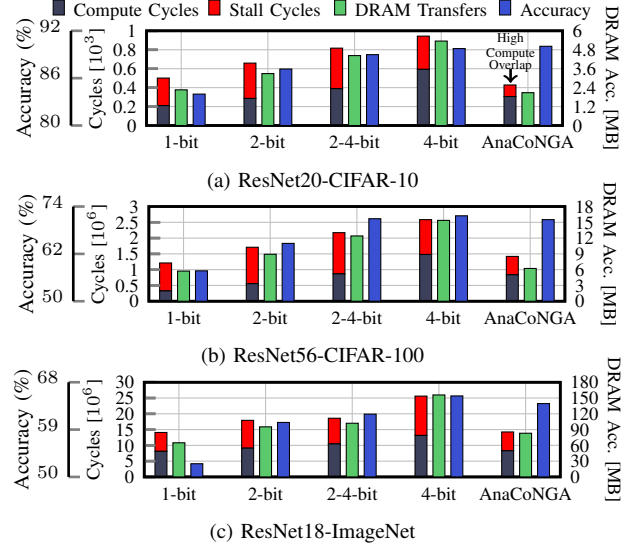 Compute Cycles Stall Cycles DRAM Transfers Accuracy
Accuracy (%)
92
86
80
Cycles [10³]
1
0.8
0.6
0.4
0.2
0
High
Compute
Overlap
6
4.8
3.6
2.4
1.2
0
DRAM Acc.
[MB]
1-bit 2-bit 2-4-bit 4-bit AnaCoNGA
(a) ResNet20-CIFAR-10
Accuracy (%)
74
62
50
Cycles [10⁶]
3
2.5
2
1.5
1
0.5
0
18
15
12
9
6
3
0
DRAM Acc.
[MB]
1-bit 2-bit 2-4-bit 4-bit AnaCoNGA
(b) ResNet56-CIFAR-100
Accuracy (%)
68
59
50
Cycles [10⁶]
30
25
20
15
10
5
0
180
150
120
90
60
30
0
DRAM Acc.
[MB]
1-bit 2-bit 2-4-bit 4-bit AnaCoNGA
(c) ResNet18-ImageNet